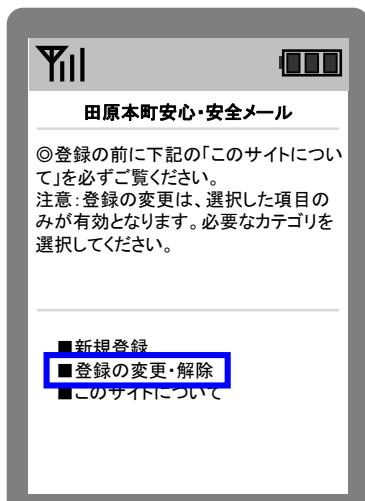 田原本町安心・安全メール
◎登録の前に下記の「このサイトについ
て」を必ずご覧ください。
注意:登録の変更は、選択した項目の
みが有効となります。必要なカテゴリを
選択してください。
■新規登録
■登録の変更・解除
■このサイトについて